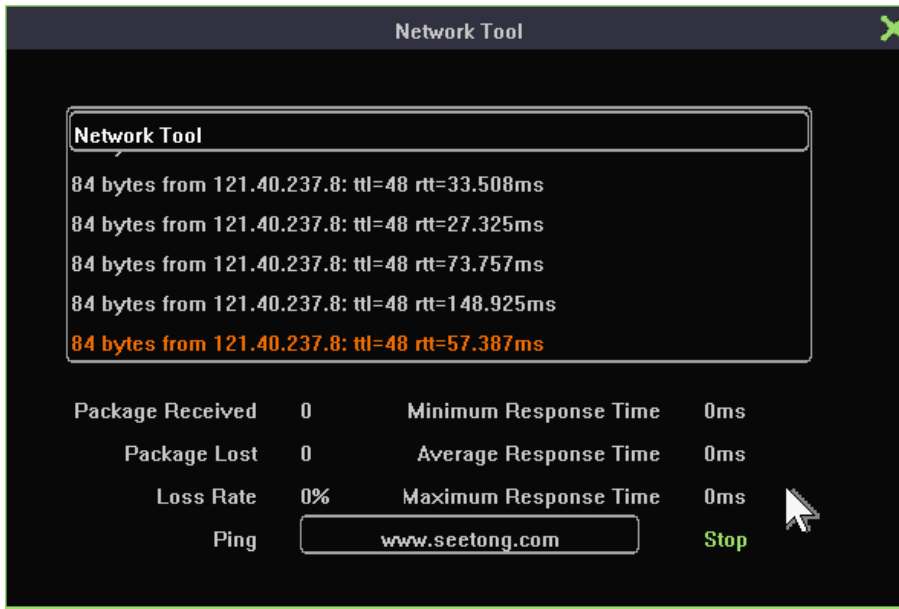 Network Tool
Network Tool
84 bytes from 121.40.237.8: ttl=48 rtt=33.508ms
84 bytes from 121.40.237.8: ttl=48 rtt=27.325ms
84 bytes from 121.40.237.8: ttl=48 rtt=73.757ms
84 bytes from 121.40.237.8: ttl=48 rtt=148.925ms
84 bytes from 121.40.237.8: ttl=48 rtt=57.387ms
Package Received 0 Minimum Response Time 0ms
Package Lost 0 Average Response Time 0ms
Loss Rate 0% Maximum Response Time 0ms
Ping www.seetong.com Stop